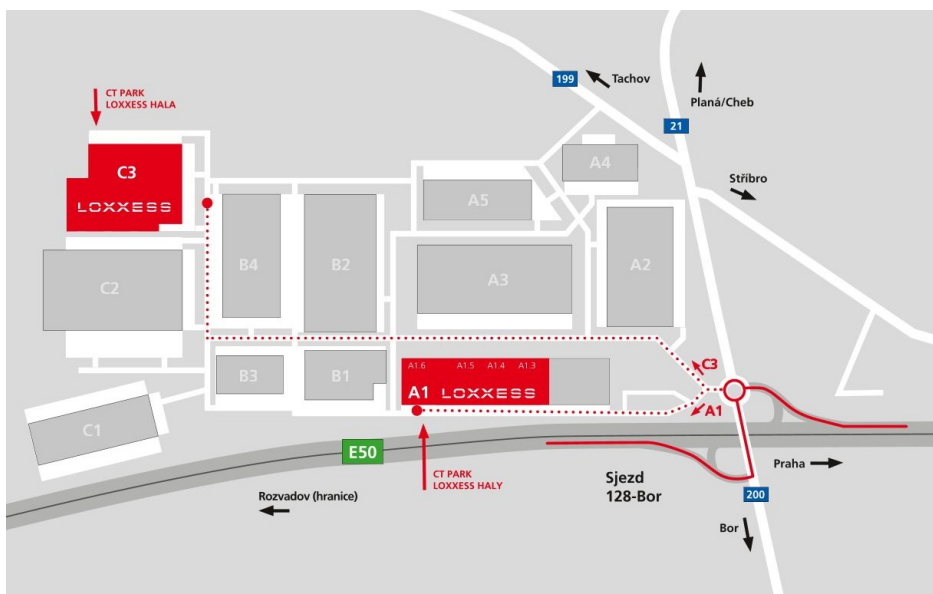 199
Tachov
CT PARK
LOXXESS HALA
Planá/Cheb
21
C3
LOXXESS
A4
Stříbro
A5
B4
B2
A3
A2
C2
A1.6
A1.5
A1.4
A1.3
C3
B3
B1
A1
LOXXESS
A1
C1
E50
CT PARK
LOXXESS HALY
Sjezd
128-Bor
Praha
Rozvadov (hranice)
200
Bor